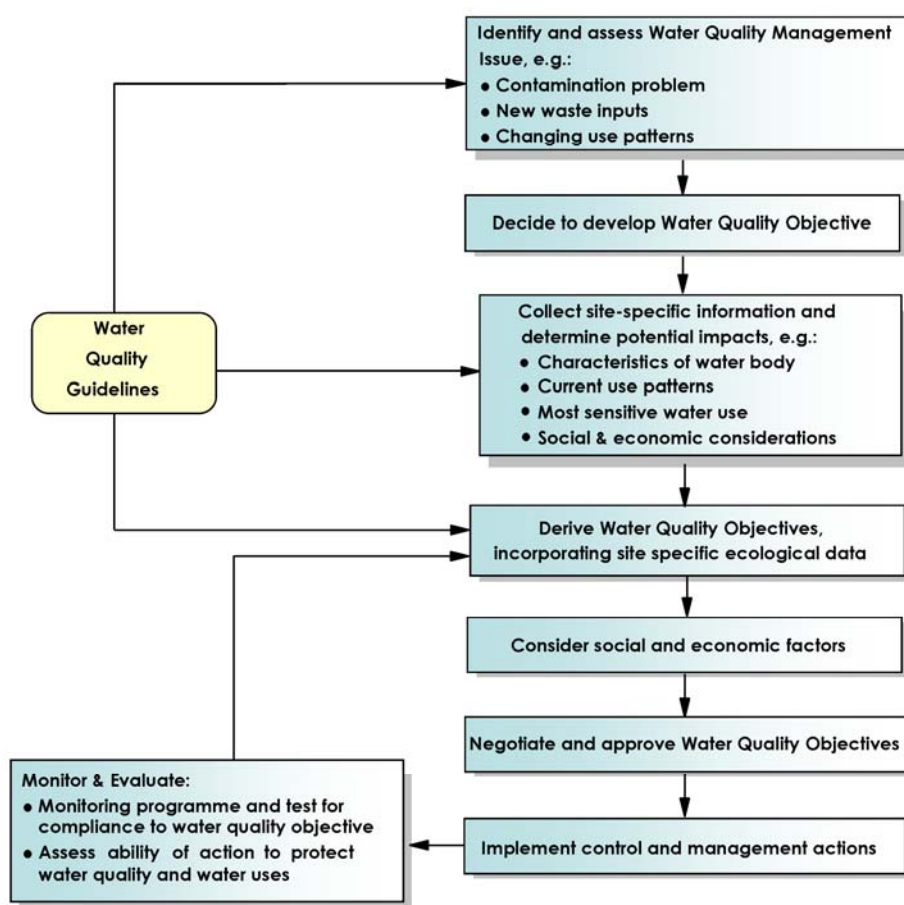 Identify and assess Water Quality Management
Issue, e.g.:
● Contamination problem
● New waste inputs
● Changing use patterns
Decide to develop Water Quality Objective
Water
Quality
Guidelines
Collect site-specific information and
determine potential impacts, e.g.:
● Characteristics of water body
● Current use patterns
● Most sensitive water use
● Social & economic considerations
Derive Water Quality Objectives,
incorporating site specific ecological data
Consider social and economic factors
Negotiate and approve Water Quality Objectives
Implement control and management actions
Monitor & Evaluate:
● Monitoring programme and test for
compliance to water quality objective
● Assess ability of action to protect
water quality and water uses